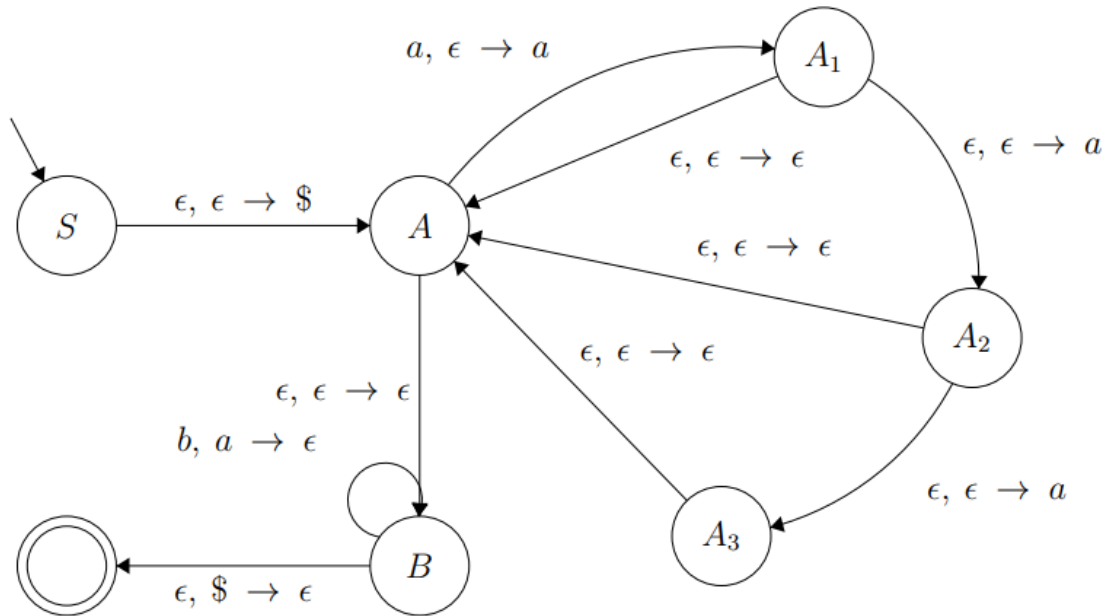 A₁
a, ϵ → a
ϵ, ϵ → a
ϵ, ϵ → ϵ
ϵ, ϵ → $
S
A
ϵ, ϵ → ϵ
A₂
ϵ, ϵ → ϵ
ϵ, ϵ → ϵ
b, a → ϵ
ϵ, ϵ → a
A₃
B
ϵ, $ → ϵ